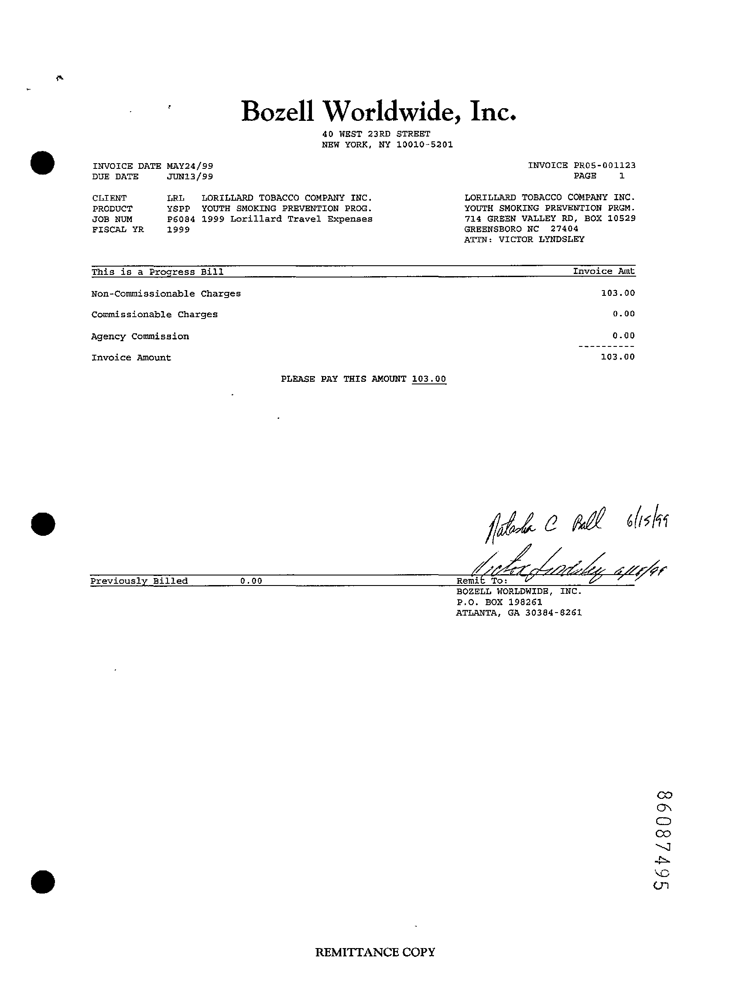 Bozell Worldwide, Inc.
40 WEST 23RD STREET
NEW YORK, NY 10010-5201
INVOICE DATE MAY24/99 INVOICE PR05-001123
DUE DATE JUN13/99 PAGE 1
CLIENT LRL LORILLARD TOBACCO COMPANY INC. LORILLARD TOBACCO COMPANY INC.
PRODUCT YSPP YOUTH SMOKING PREVENTION PROG. YOUTH SMOKING PREVENTION PRGM.
JOB NUM P6084 1999 Lorillard Travel Expenses 714 GREEN VALLEY RD, BOX 10529
FISCAL YR 1999 GREENSBORO NC 27404
ATTN: VICTOR LYNDSLEY
This is a Progress Bill Invoice Amt
Non-Commissionable Charges 103.00
Commissionable Charges 0.00
Agency Commission 0.00
----------
Invoice Amount 103.00
PLEASE PAY THIS AMOUNT 103.00
Natasha C Ball 6/15/99
Victor Lindsley
Previously Billed 0.00 Remit To:
BOZELL WORLDWIDE, INC.
P.O. BOX 198261
ATLANTA, GA 30384-8261
86087495
REMITTANCE COPY